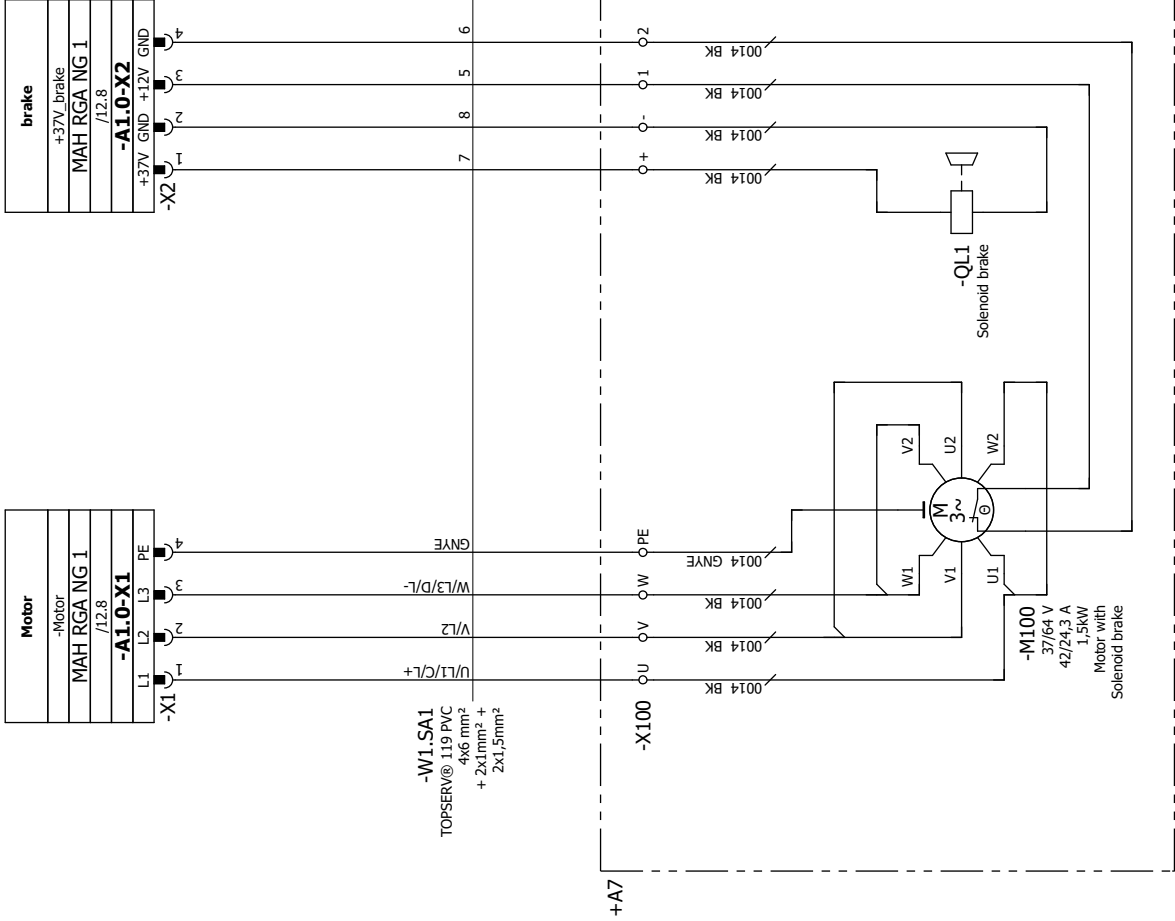 Motor
-Motor
MAH RGA NG 1
/12.8
-A1.0-X1
L1 L2 L3 PE
1 2 3 4
-X1
brake
+37V_brake
MAH RGA NG 1
/12.8
-A1.0-X2
+37V GND +12V GND
1 2 3 4
-X2
-W1.SA1
TOPSERV® 119 PVC
4x6 mm²
+ 2x1mm² +
2x1,5mm²
U/L1/C/L+ V/L2 W/L3/D/L- GNYE 7 8 5 6
-X100
U V W PE + - 1 2
0014 BK 0014 BK 0014 BK 0014 GNYE 0014 BK 0014 BK 0014 BK 0014 BK
+A7
U1 V1 W1
M
3~
Θ
V2 U2 W2
-M100
37/64 V
42/24,3 A
1,5kW
Motor with
Solenoid brake
-QL1
Solenoid brake